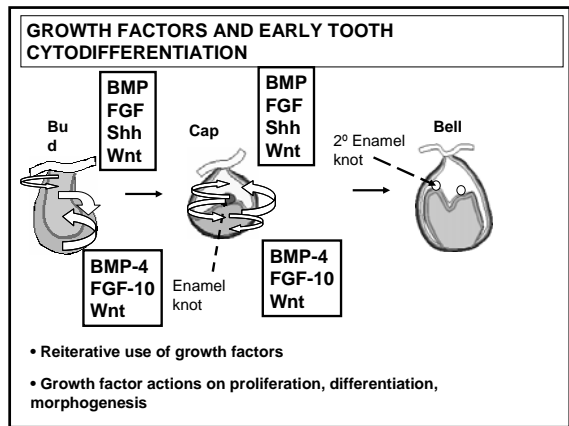 GROWTH FACTORS AND EARLY TOOTH
CYTODIFFERENTIATION
BMP
FGF
Shh
Wnt
BMP
FGF
Shh
Wnt
Bu
d
Cap
Bell
2º Enamel
knot
BMP-4
FGF-10
Wnt
Enamel
knot
BMP-4
FGF-10
Wnt
• Reiterative use of growth factors
• Growth factor actions on proliferation, differentiation,
morphogenesis